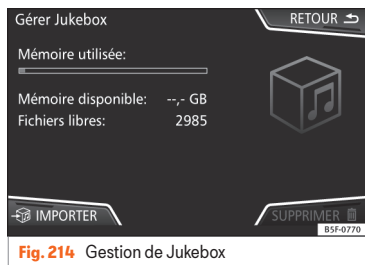 Gérer Jukebox
RETOUR
Mémoire utilisée:
Mémoire disponible: --,- GB
Fichiers libres: 2985
IMPORTER
SUPPRIMER
B5F-0770
Fig. 214 Gestion de Jukebox